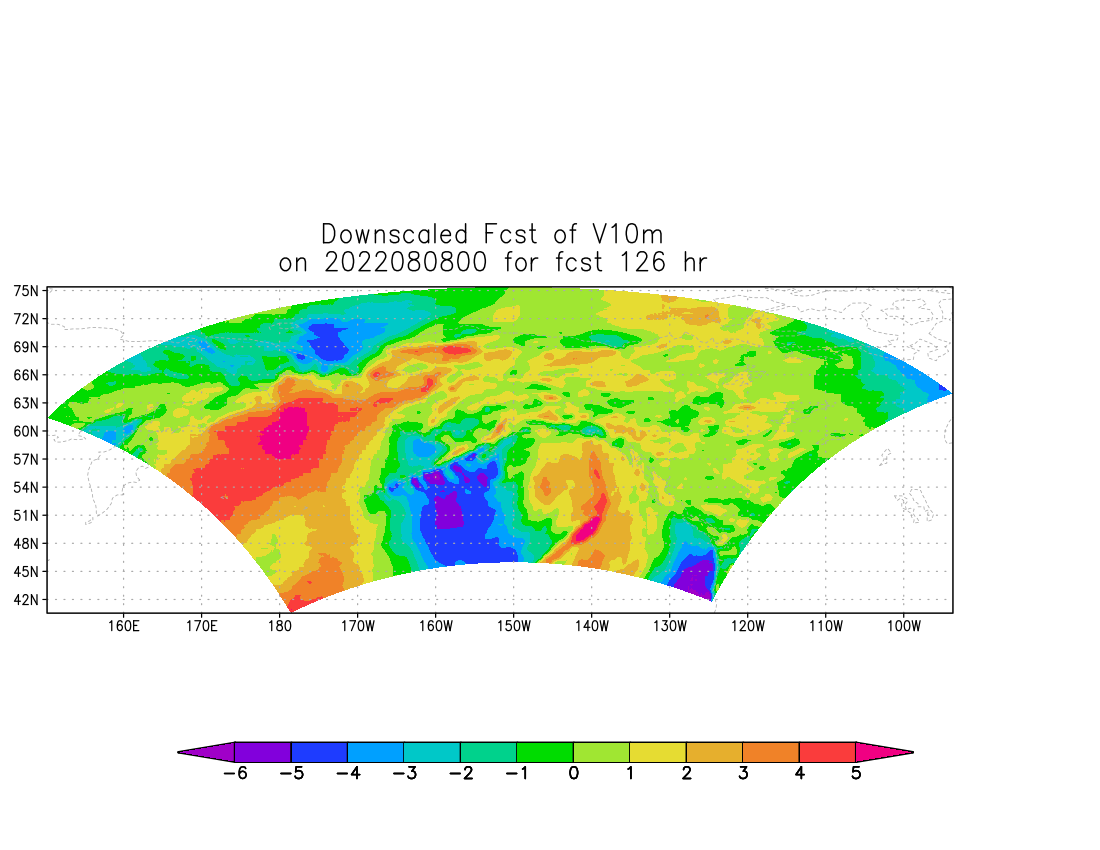 Downscaled Fcst of V10m
on 2022080800 for fcst 126 hr
75N
72N
69N
66N
63N
60N
57N
54N
51N
48N
45N
42N
160E 170E 180 170W 160W 150W 140W 130W 120W 110W 100W
−6 −5 −4 −3 −2 −1 0 1 2 3 4 5